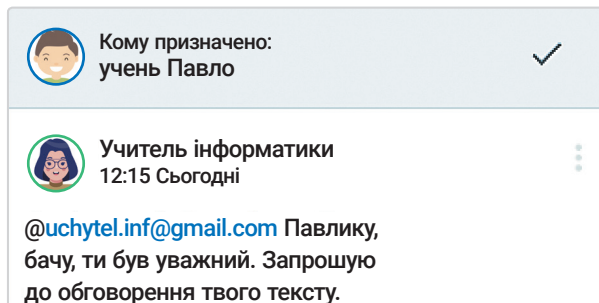 Кому призначено:
учень Павло
Учитель інформатики
12:15 Сьогодні
@uchytel.inf@gmail.com Павлику,
бачу, ти був уважний. Запрошую
до обговорення твого тексту.